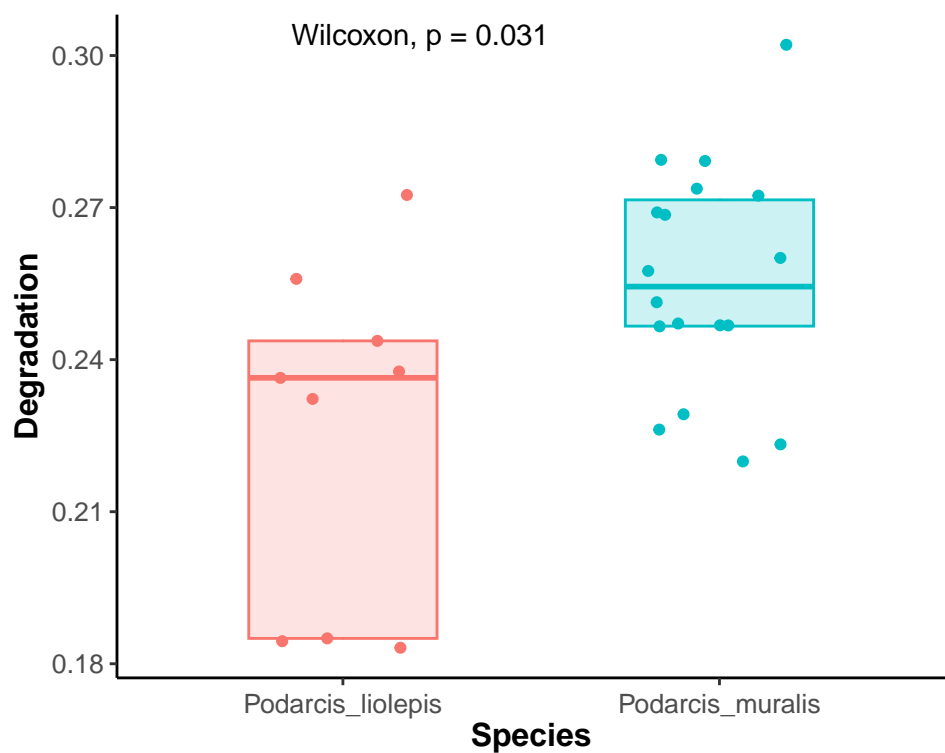 Wilcoxon, p = 0.031
0.30
0.27
0.24
0.21
0.18
Degradation
Podarcis_liolepis
Podarcis_muralis
Species